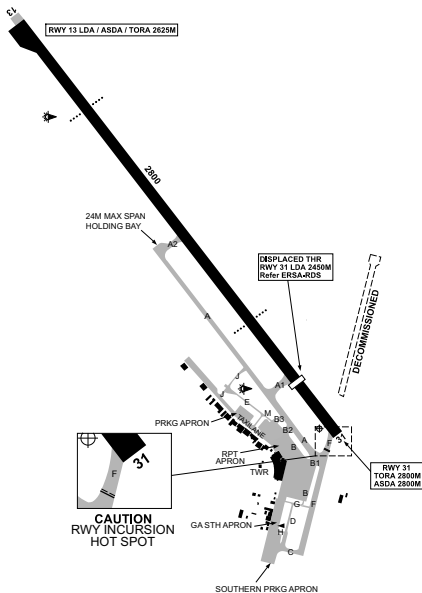 13
RWY 13 LDA / ASDA / TORA 2625M
2800
24M MAX SPAN
HOLDING BAY
A2
DISPLACED THR
RWY 31 LDA 2450M
Refer ERSA-RDS
DECOMMISSIONED
A
A1
J
J
E
M
B3
B2
PRKG APRON
TAXILANE
A
B
F
31
RPT
APRON
B1
TWR
RWY 31
TORA 2800M
ASDA 2800M
31
F
B
G
F
CAUTION
RWY INCURSION
HOT SPOT
GA STH APRON
D
H
C
SOUTHERN PRKG APRON